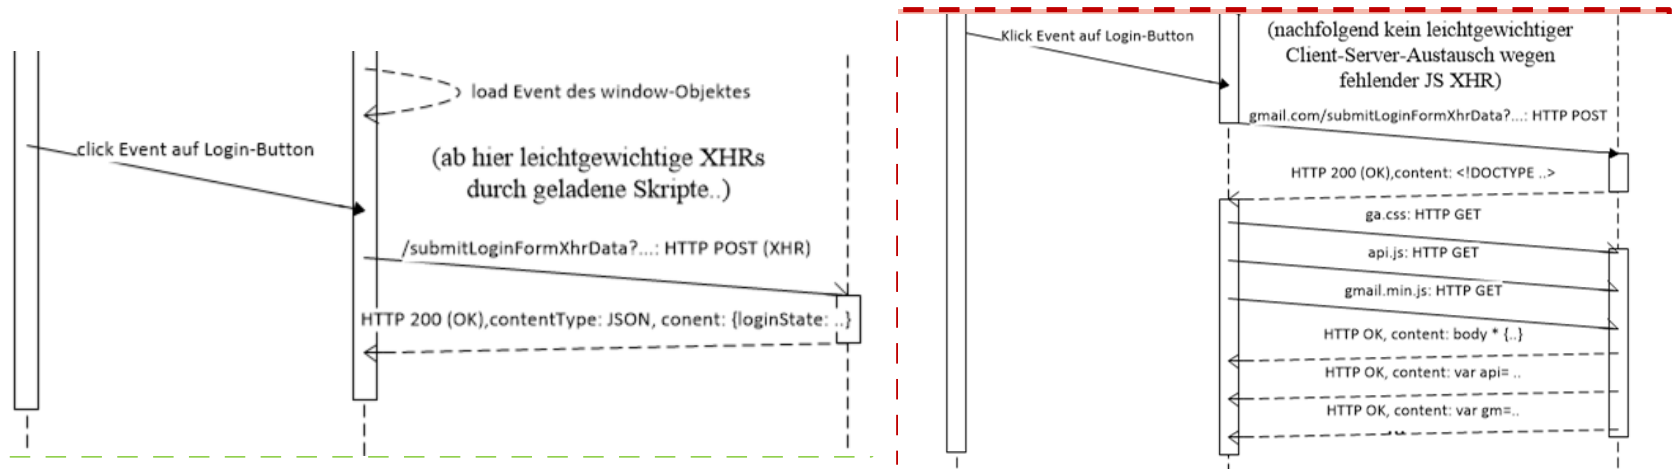 load Event des window-Objektes
click Event auf Login-Button
(ab hier leichtgewichtige XHRs
durch geladene Skripte..)
/submitLoginFormXhrData?...: HTTP POST (XHR)
HTTP 200 (OK),contentType: JSON, conent: {loginState: ..}
Klick Event auf Login-Button
(nachfolgend kein leichtgewichtiger
Client-Server-Austausch wegen
fehlender JS XHR)
gmail.com/submitLoginFormXhrData?...: HTTP POST
HTTP 200 (OK),content: <!DOCTYPE ..>
ga.css: HTTP GET
api.js: HTTP GET
gmail.min.js: HTTP GET
HTTP OK, content: body * {..}
HTTP OK, content: var api= ..
HTTP OK, content: var gm=..